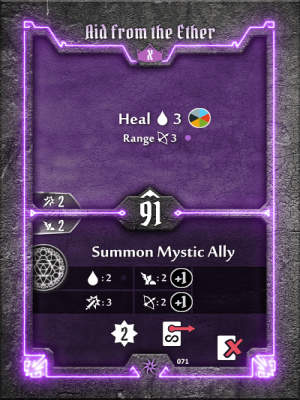 Aid from the Ether
X
Heal 3
Range 3
2
91
2
Summon Mystic Ally
: 2 : 2 +1
: 3 : 2 +1
2
071